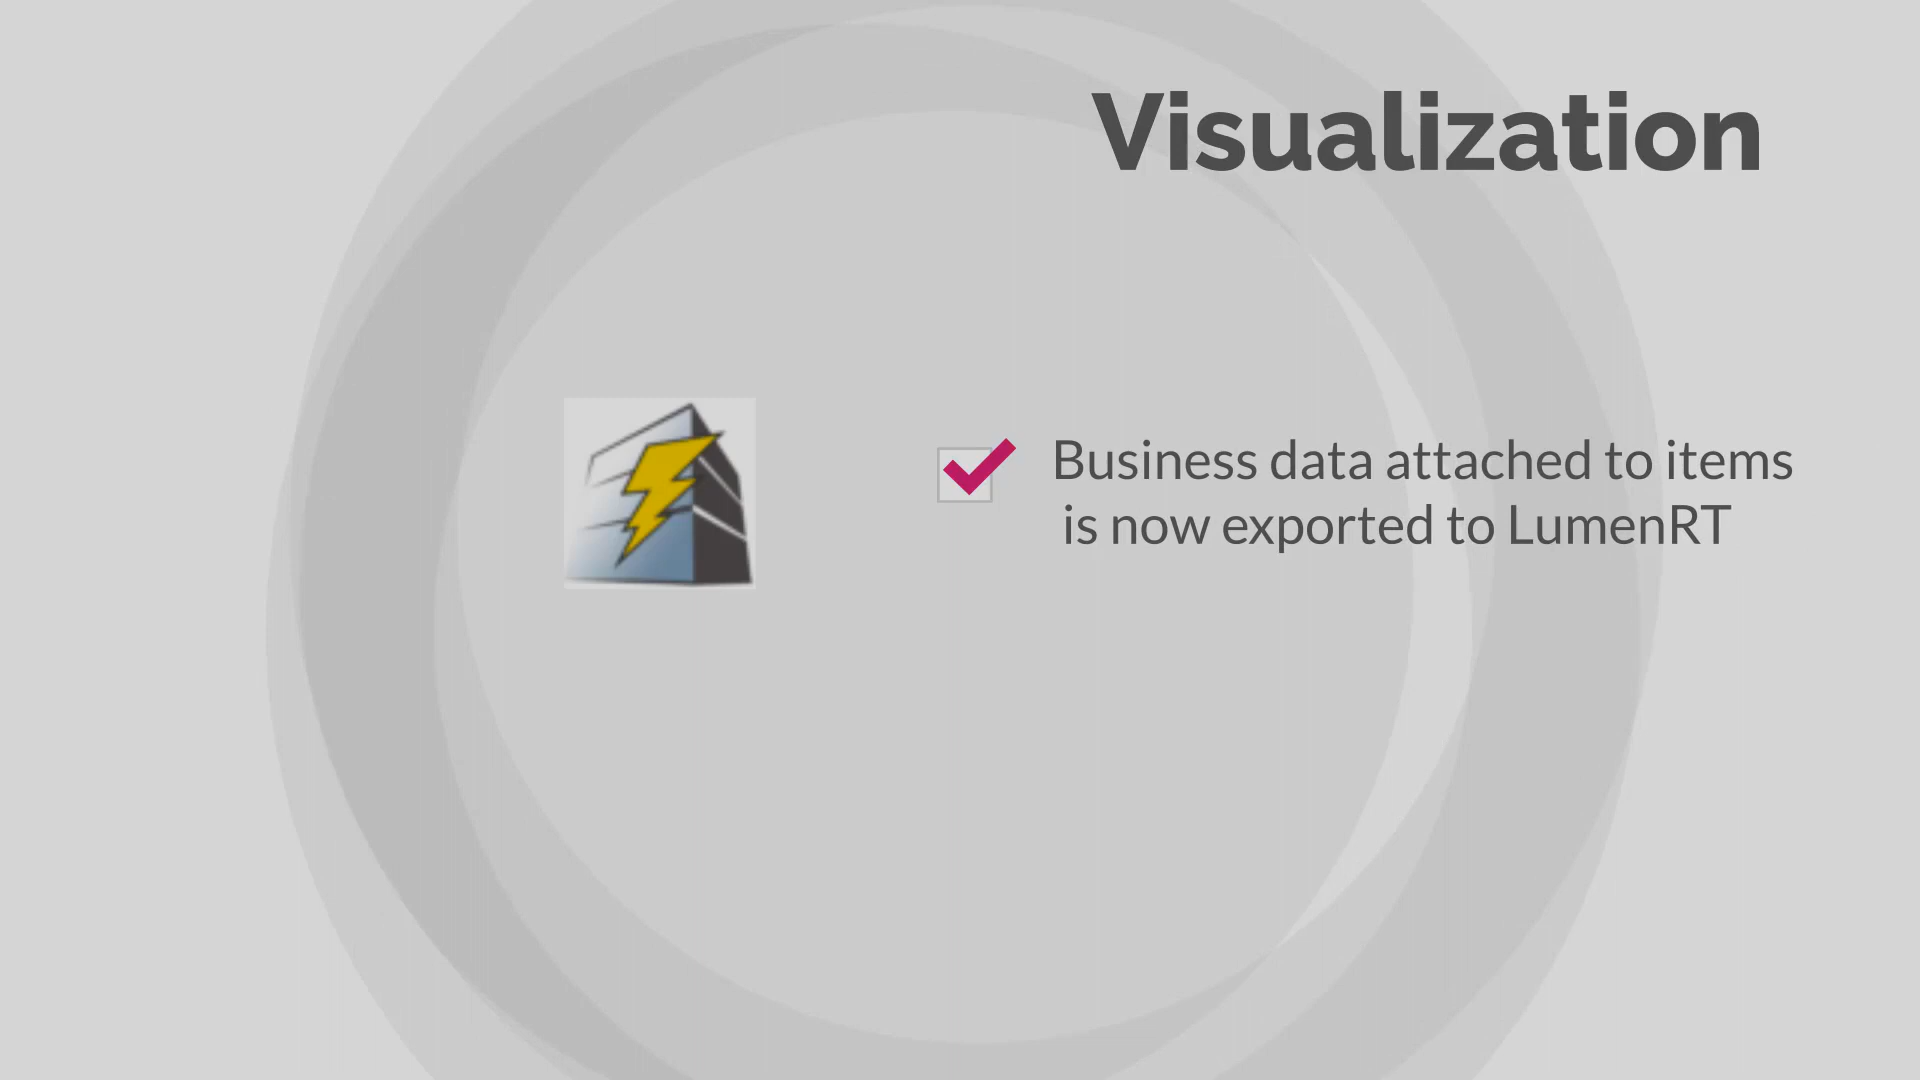 Visualization
Business data attached to items
is now exported to LumenRT